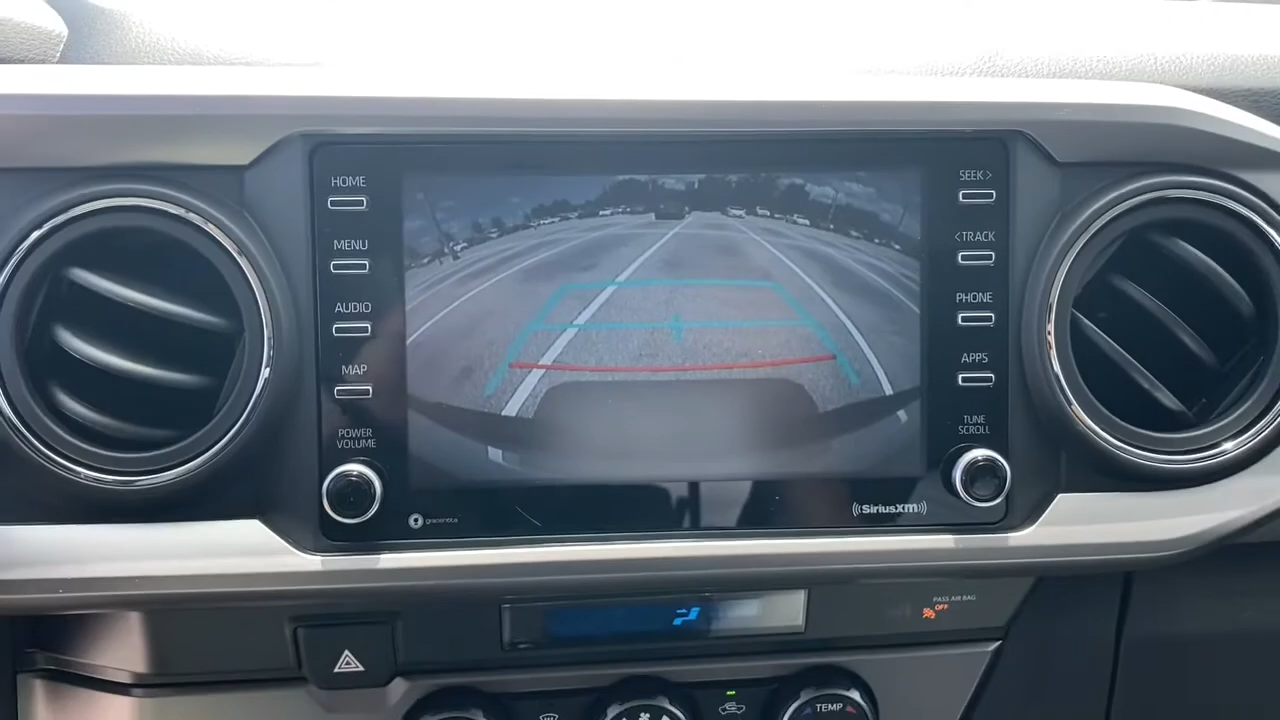 HOME
MENU
AUDIO
MAP
POWER
VOLUME
SEEK >
< TRACK
PHONE
APPS
TUNE
SCROLL
gracenote
((SiriusXM))
PASS AIR BAG
OFF
TEMP